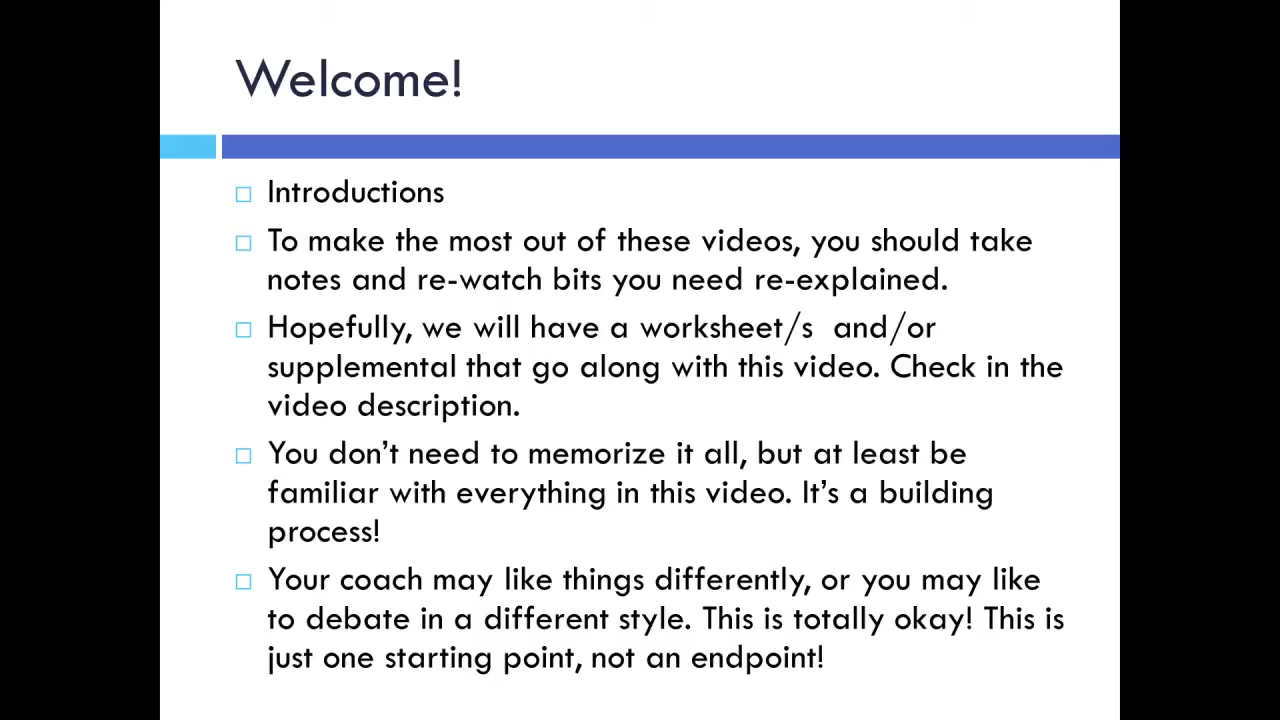 Welcome!
Introductions
To make the most out of these videos, you should take
notes and re-watch bits you need re-explained.
Hopefully, we will have a worksheet/s  and/or
supplemental that go along with this video. Check in the
video description.
You don’t need to memorize it all, but at least be
familiar with everything in this video. It’s a building
process!
Your coach may like things differently, or you may like
to debate in a different style. This is totally okay! This is
just one starting point, not an endpoint!